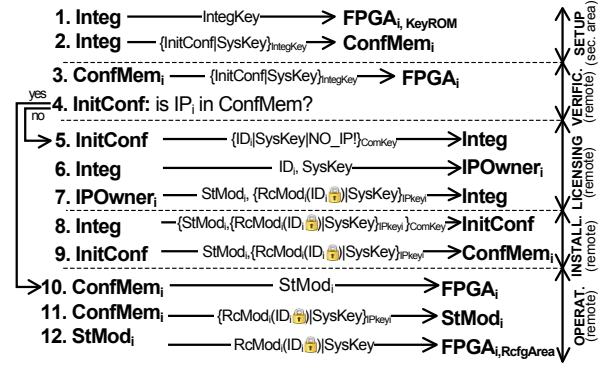 1. Integ IntegKey FPGAi, KeyROM
2. Integ {InitConf|SysKey}IntegKey ConfMemi
SETUP (sec. area)
3. ConfMemi {InitConf|SysKey}IntegKey FPGAi
yes 4. InitConf: is IPi in ConfMem?
no
VERIFIC. (remote)
5. InitConf {IDi|SysKey|NO_IP!}ComKey Integ
6. Integ IDi, SysKey IPOwneri
7. IPOwneri StModi, {RcModi(IDi🔒)|SysKey}IPkeyi Integ
LICENSING (remote)
8. Integ {StModi,{RcModi(IDi🔒)|SysKey}IPkeyi}ComKey InitConf
9. InitConf StModi,{RcModi(IDi🔒)|SysKey}IPkeyi ConfMemi
INSTALL. (remote)
10. ConfMemi StModi FPGAi
11. ConfMemi {RcModi(IDi🔒)|SysKey}IPkeyi StModi
12. StModi RcModi(IDi🔒)|SysKey FPGAi,RcfgArea
OPERAT. (remote)